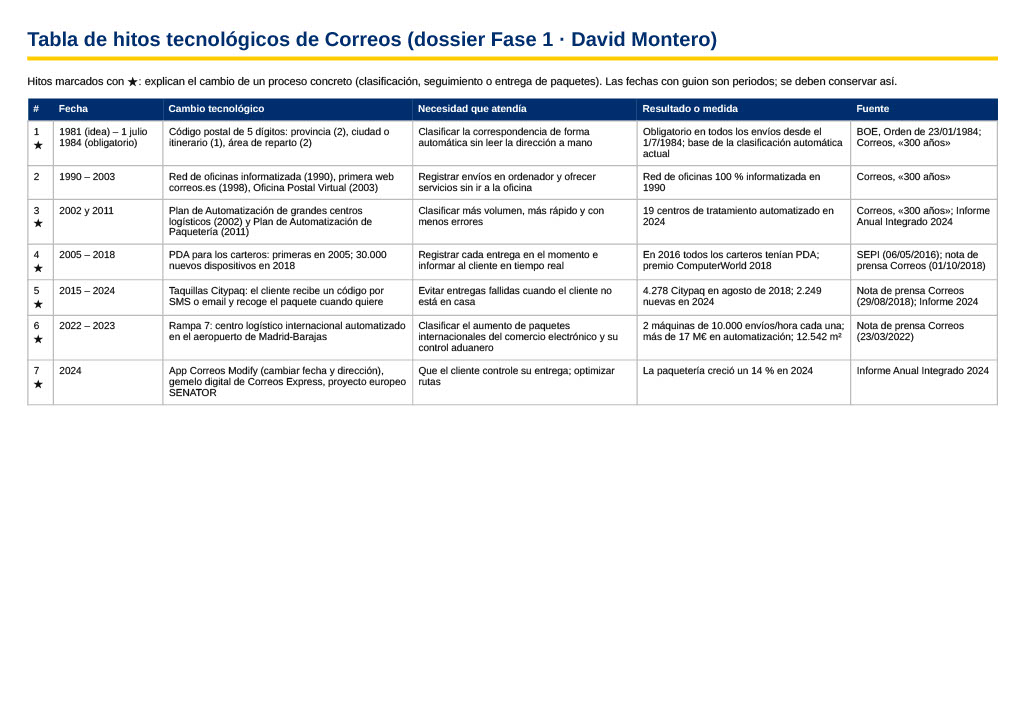 Tabla de hitos tecnológicos de Correos (dossier Fase 1 · David Montero)
Hitos marcados con ★: explican el cambio de un proceso concreto (clasificación, seguimiento o entrega de paquetes). Las fechas con guion son periodos; se deben conservar así.
# Fecha Cambio tecnológico Necesidad que atendía Resultado o medida Fuente
1
★
1981 (idea) – 1 julio
1984 (obligatorio)
Código postal de 5 dígitos: provincia (2), ciudad o
itinerario (1), área de reparto (2)
Clasificar la correspondencia de forma
automática sin leer la dirección a mano
Obligatorio en todos los envíos desde el
1/7/1984; base de la clasificación automática
actual
BOE, Orden de 23/01/1984;
Correos, «300 años»
2
1990 – 2003
Red de oficinas informatizada (1990), primera web
correos.es (1998), Oficina Postal Virtual (2003)
Registrar envíos en ordenador y ofrecer
servicios sin ir a la oficina
Red de oficinas 100 % informatizada en
1990
Correos, «300 años»
3
★
2002 y 2011
Plan de Automatización de grandes centros
logísticos (2002) y Plan de Automatización de
Paquetería (2011)
Clasificar más volumen, más rápido y con
menos errores
19 centros de tratamiento automatizado en
2024
Correos, «300 años»; Informe
Anual Integrado 2024
4
★
2005 – 2018
PDA para los carteros: primeras en 2005; 30.000
nuevos dispositivos en 2018
Registrar cada entrega en el momento e
informar al cliente en tiempo real
En 2016 todos los carteros tenían PDA;
premio ComputerWorld 2018
SEPI (06/05/2016); nota de
prensa Correos (01/10/2018)
5
★
2015 – 2024
Taquillas Citypaq: el cliente recibe un código por
SMS o email y recoge el paquete cuando quiere
Evitar entregas fallidas cuando el cliente no
está en casa
4.278 Citypaq en agosto de 2018; 2.249
nuevas en 2024
Nota de prensa Correos
(29/08/2018); Informe 2024
6
★
2022 – 2023
Rampa 7: centro logístico internacional automatizado
en el aeropuerto de Madrid-Barajas
Clasificar el aumento de paquetes
internacionales del comercio electrónico y su
control aduanero
2 máquinas de 10.000 envíos/hora cada una;
más de 17 M€ en automatización; 12.542 m²
Nota de prensa Correos
(23/03/2022)
7
★
2024
App Correos Modify (cambiar fecha y dirección),
gemelo digital de Correos Express, proyecto europeo
SENATOR
Que el cliente controle su entrega; optimizar
rutas
La paquetería creció un 14 % en 2024
Informe Anual Integrado 2024